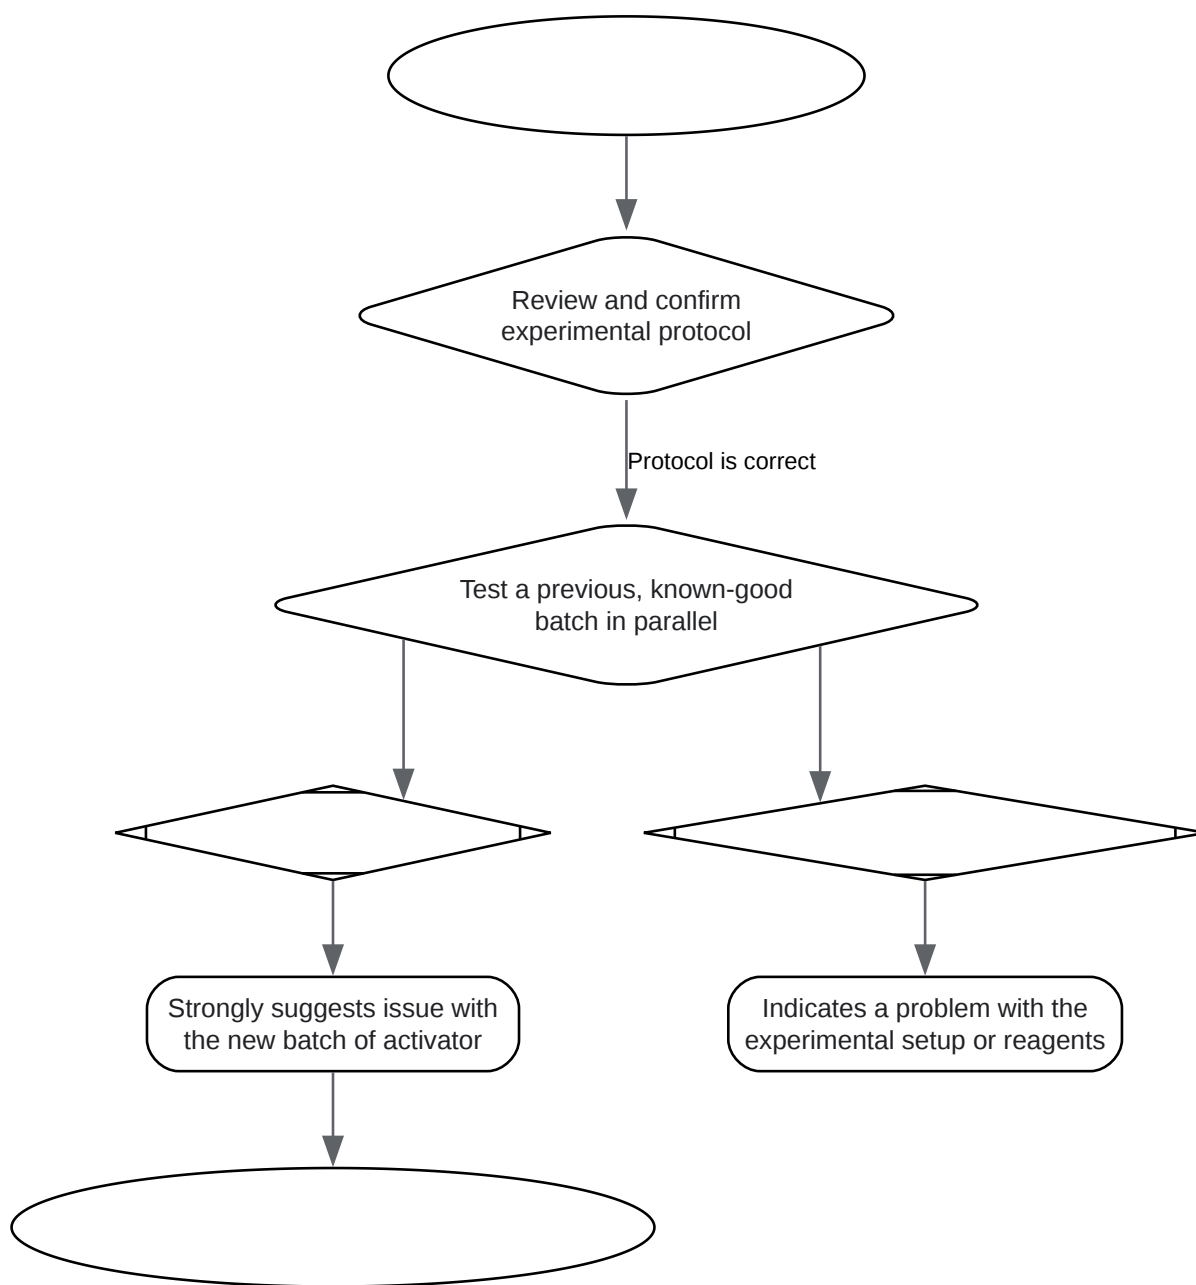 Review and confirm
experimental protocol
Protocol is correct
Test a previous, known-good
batch in parallel
Strongly suggests issue with
the new batch of activator
Indicates a problem with the
experimental setup or reagents